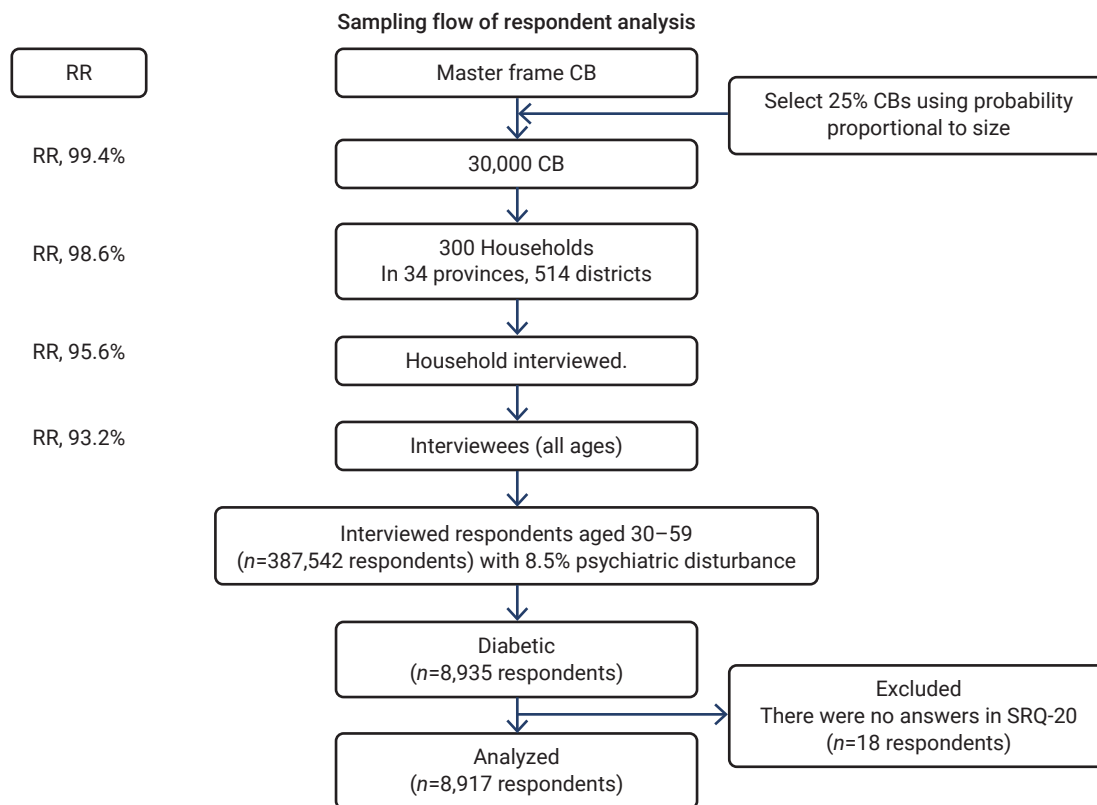 Sampling flow of respondent analysis
RR
Master frame CB
Select 25% CBs using probability
proportional to size
RR, 99.4%
30,000 CB
RR, 98.6%
300 Households
In 34 provinces, 514 districts
RR, 95.6%
Household interviewed.
RR, 93.2%
Interviewees (all ages)
Interviewed respondents aged 30–59
(n=387,542 respondents) with 8.5% psychiatric disturbance
Diabetic
(n=8,935 respondents)
Excluded
There were no answers in SRQ-20
(n=18 respondents)
Analyzed
(n=8,917 respondents)